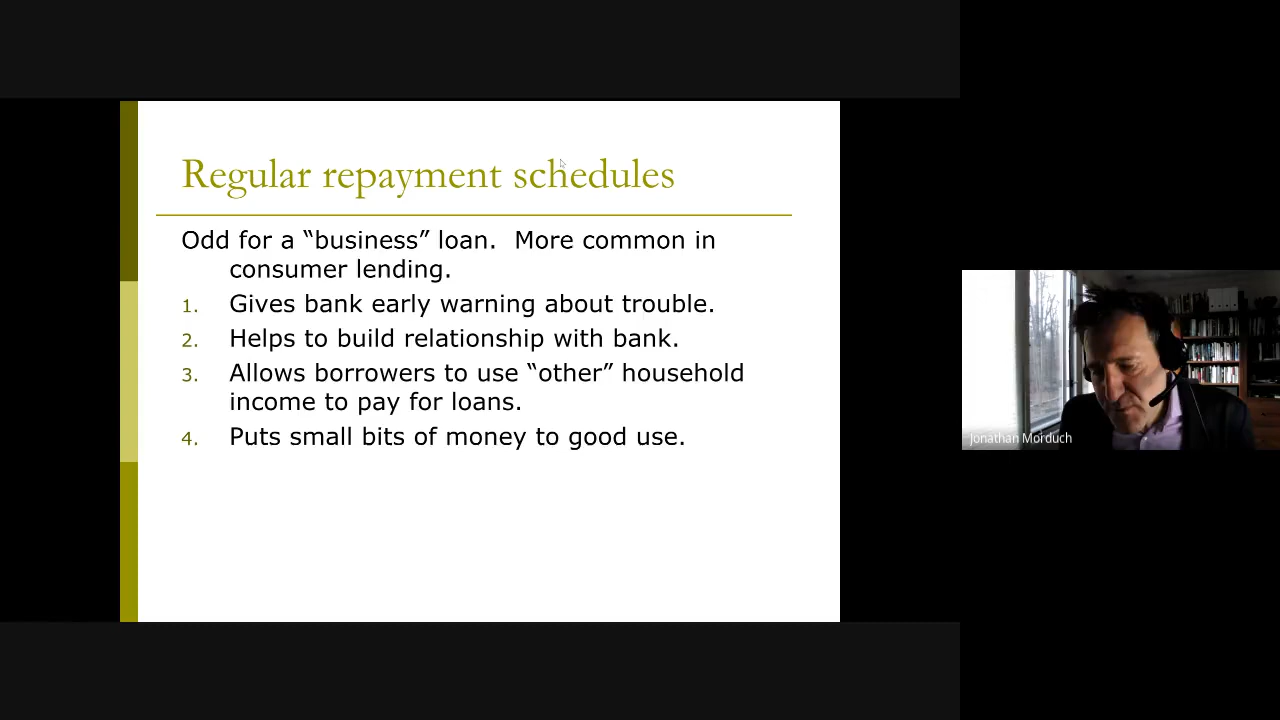 Regular repayment schedules
Odd for a “business” loan.  More common in
consumer lending.
1. Gives bank early warning about trouble.
2. Helps to build relationship with bank.
3. Allows borrowers to use “other” household
income to pay for loans.
4. Puts small bits of money to good use.
Jonathan Morduch